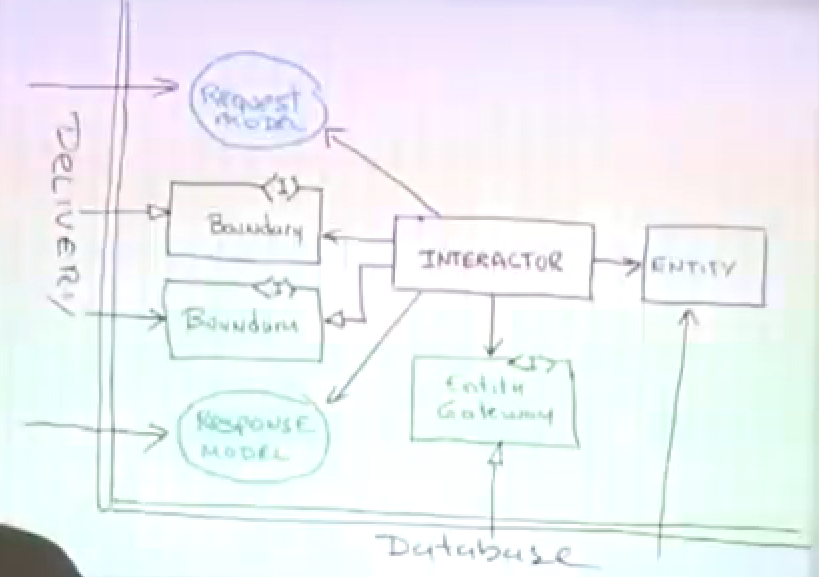 REQUEST
MODEL
DELIVERY
<I>
Boundary
INTERACTOR
ENTITY
<I>
Boundary
<I>
Entity
Gateway
RESPONSE
MODEL
Database